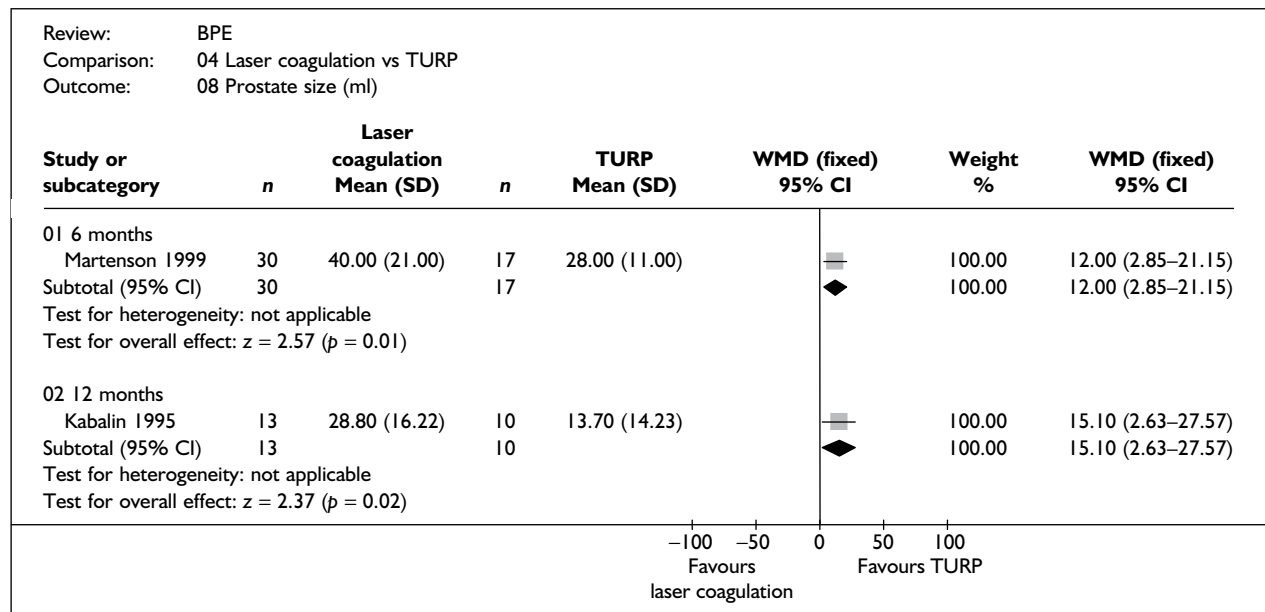 Review: BPE
Comparison: 04 Laser coagulation vs TURP
Outcome: 08 Prostate size (ml)
Laser
Study or coagulation TURP WMD (fixed) Weight WMD (fixed)
subcategory n Mean (SD) n Mean (SD) 95% CI % 95% CI
01 6 months
Martenson 1999 30 40.00 (21.00) 17 28.00 (11.00) 100.00 12.00 (2.85–21.15)
Subtotal (95% CI) 30 17 100.00 12.00 (2.85–21.15)
Test for heterogeneity: not applicable
Test for overall effect: z = 2.57 (p = 0.01)
02 12 months
Kabalin 1995 13 28.80 (16.22) 10 13.70 (14.23) 100.00 15.10 (2.63–27.57)
Subtotal (95% CI) 13 10 100.00 15.10 (2.63–27.57)
Test for heterogeneity: not applicable
Test for overall effect: z = 2.37 (p = 0.02)
–100 –50 0 50 100
Favours Favours TURP
laser coagulation